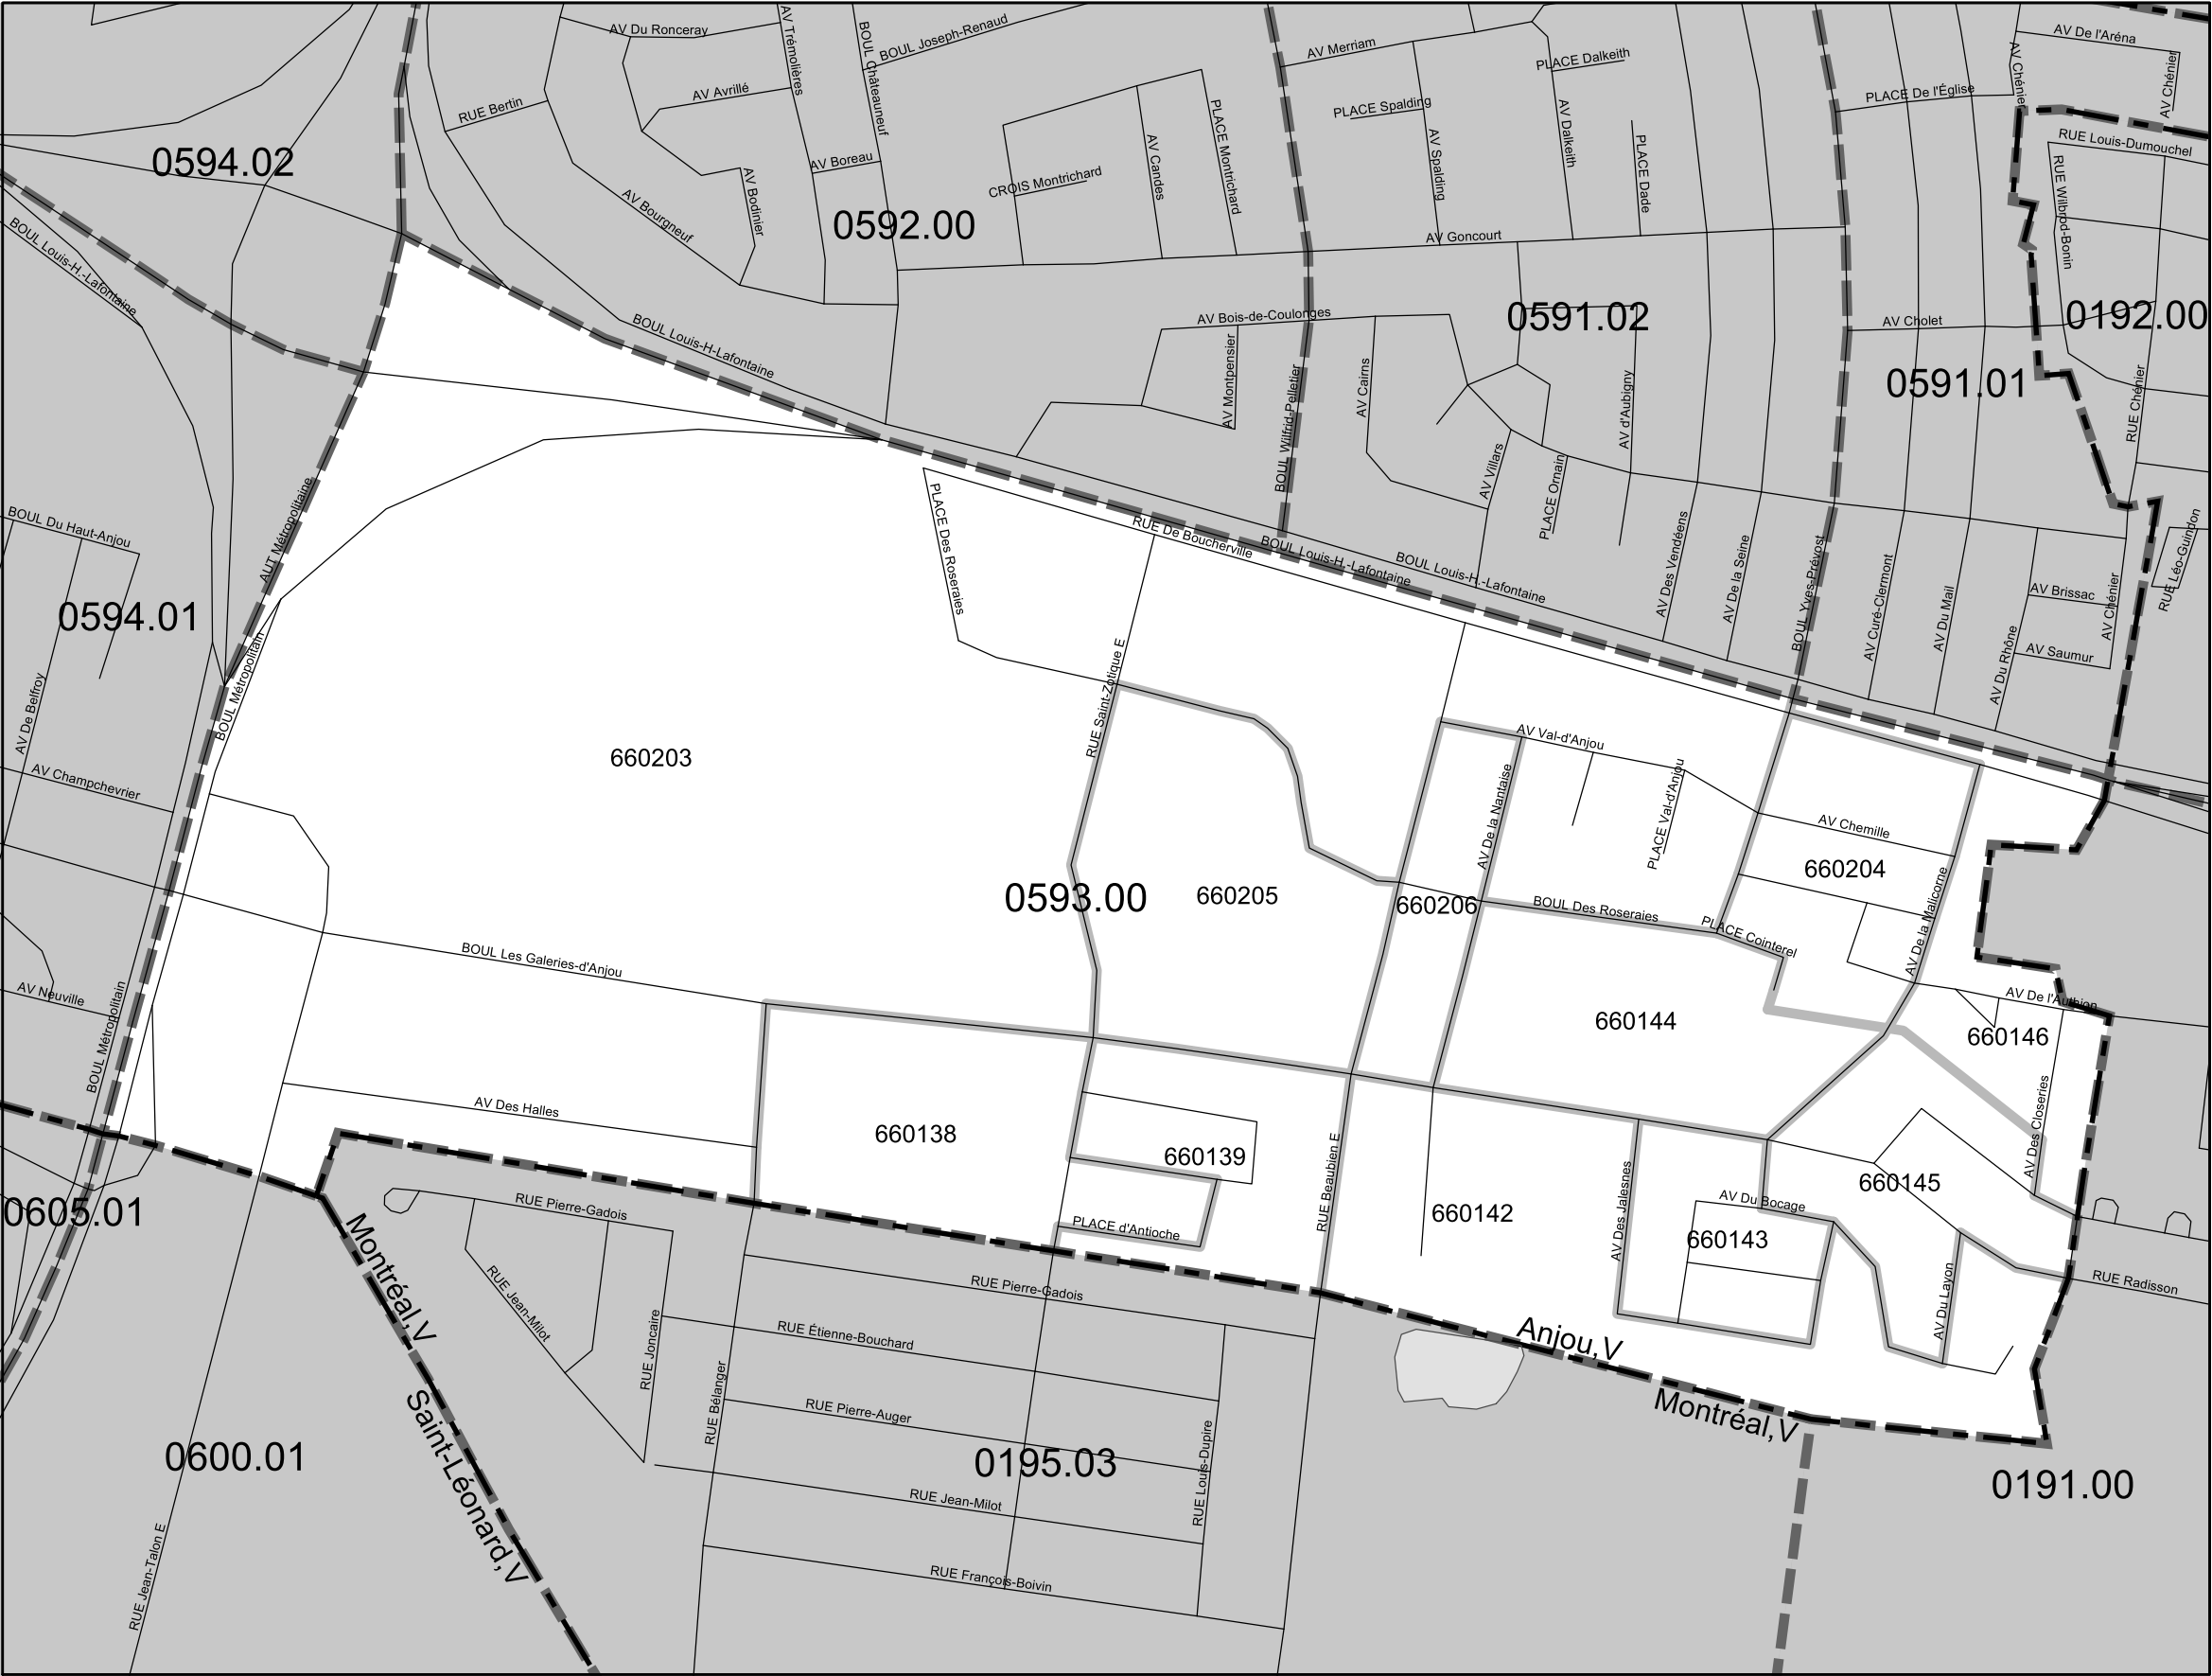 AV Du Ronceray
AV Trémolières
BOUL Châteauneuf
BOUL Joseph-Renaud
AV Merriam
PLACE Dalkeith
AV De l'Aréna
AV Chénier
AV Chénier
RUE Bertin
AV Avrillé
PLACE Montrichard
PLACE Spalding
AV Spalding
AV Dalkeith
PLACE Dade
PLACE De l'Église
RUE Louis-Dumouchel
RUE Wilbrod-Bonin
0594.02
AV Boreau
AV Bodinier
AV Bourgneuf
0592.00
CROIS Montrichard
AV Candes
AV Goncourt
BOUL Louis-H.-Lafontaine
BOUL Louis-H-Lafontaine
AV Bois-de-Coulonges
AV Montpensier
BOUL Wilfrid-Pelletier
AV Cairns
0591.02
AV d'Aubigny
AV Cholet
0192.00
0591.01
RUE Chénier
AV Villars
PLACE Ornain
BOUL Du Haut-Anjou
AUT Métropolitaine
PLACE Des Roseraies
RUE De Boucherville
BOUL Louis-H.-Lafontaine
BOUL Louis-H.-Lafontaine
AV Des Vendéens
AV De la Seine
BOUL Yves-Prévost
AV Curé-Clermont
AV Du Mail
AV Du Rhône
AV Brissac
AV Saumur
AV Chénier
RUE Léo-Guindon
0594.01
BOUL Métropolitain
AV De Belfroy
AV Champchevrier
660203
RUE Saint-Zotique E
AV Val-d'Anjou
AV De la Nantaise
PLACE Val-d'Anjou
AV Chemille
660204
0593.00
660205
660206
BOUL Des Roseraies
PLACE Cointerel
AV De la Malicorne
BOUL Les Galeries-d'Anjou
AV Neuville
BOUL Métropolitain
AV De l'Authion
660144
660146
AV Des Closeries
AV Des Halles
660138
660139
RUE Beaubien E
660142
AV Des Jalesnes
660145
AV Du Bocage
660143
AV Du Layon
0605.01
RUE Pierre-Gadois
PLACE d'Antioche
RUE Radisson
Montréal,V
Saint-Léonard,V
RUE Jean-Milot
RUE Joncaire
RUE Pierre-Gadois
RUE Étienne-Bouchard
RUE Bélanger
Anjou,V
Montréal,V
RUE Pierre-Auger
RUE Louis-Dupire
0600.01
0195.03
0191.00
RUE Jean-Milot
RUE Jean-Talon E
RUE François-Boivin